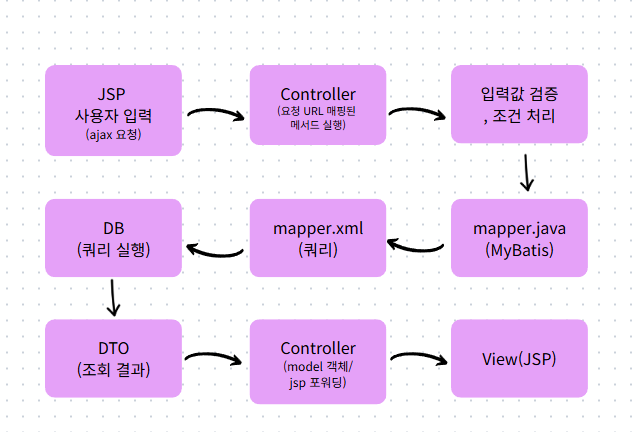 JSP
사용자 입력
(ajax 요청)
Controller
(요청 URL 매핑된
메서드 실행)
입력값 검증
, 조건 처리
mapper.java
(MyBatis)
mapper.xml
(쿼리)
DB
(쿼리 실행)
DTO
(조회 결과)
Controller
(model 객체/
jsp 포워딩)
View(JSP)